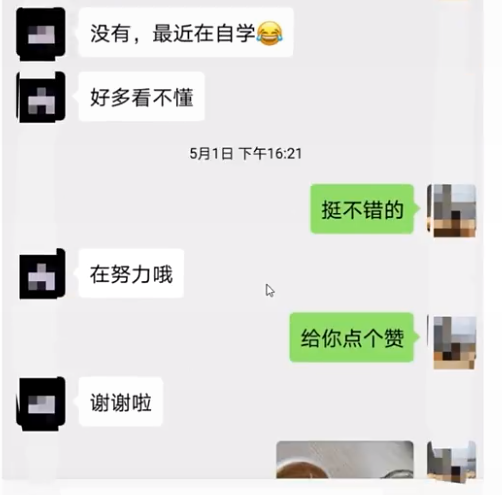 没有，最近在自学😂
好多看不懂
5月1日 下午16:21
挺不错的
在努力哦
给你点个赞
谢谢啦